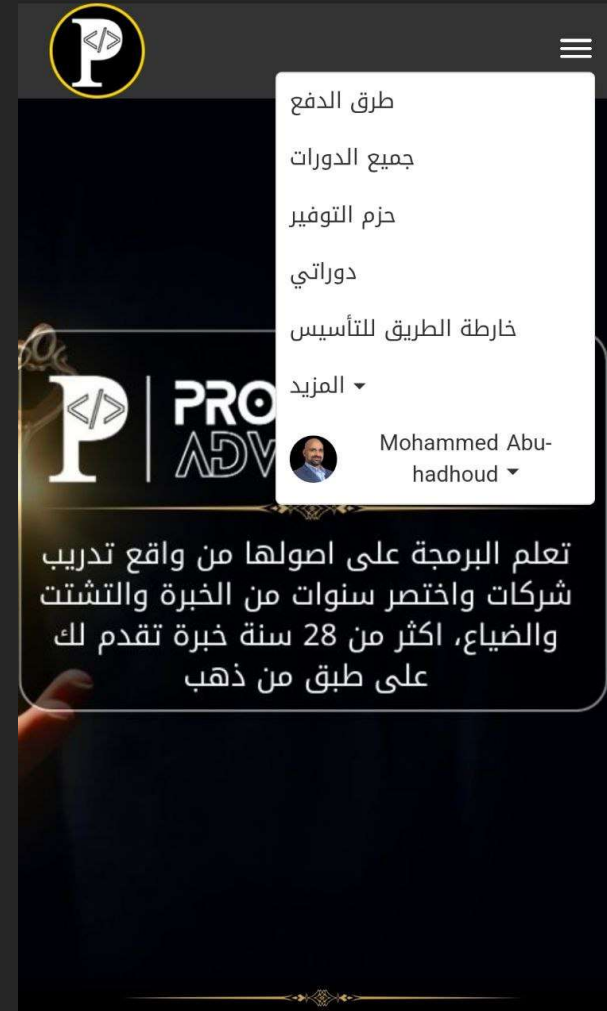 </>
P
طرق الدفع
جميع الدورات
حزم التوفير
دوراتي
خارطة الطريق للتأسيس
المزيد
Mohammed Abu-
hadhoud
</>
P
PRO
ADV
تعلم البرمجة على اصولها من واقع تدريب
شركات واختصر سنوات من الخبرة والتشتت
والضياع، اكثر من 28 سنة خبرة تقدم لك
على طبق من ذهب